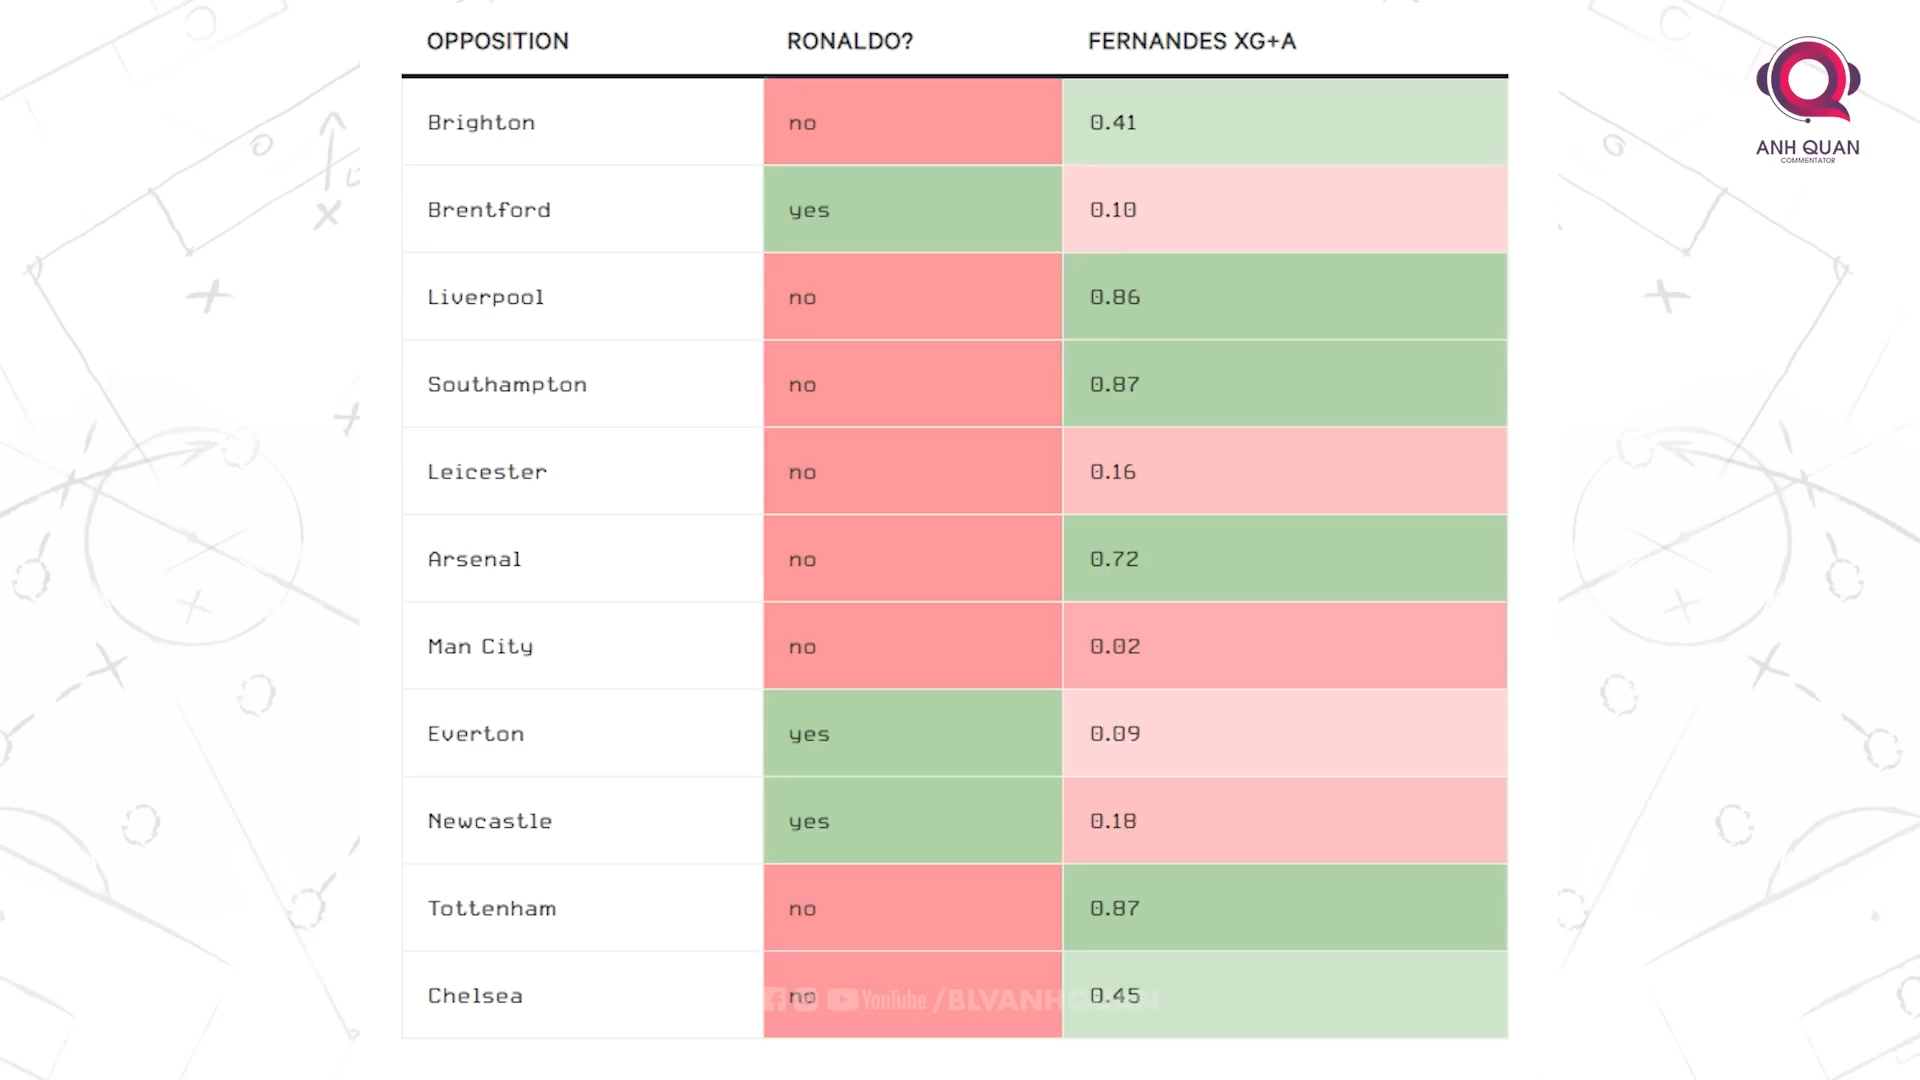 OPPOSITION RONALDO? FERNANDES XG+A
Brighton no 0.41
Brentford yes 0.10
Liverpool no 0.86
Southampton no 0.87
Leicester no 0.16
Arsenal no 0.72
Man City no 0.02
Everton yes 0.09
Newcastle yes 0.18
Tottenham no 0.87
Chelsea no 0.45
YouTube /BLVANHQUAN
ANH QUAN
COMMENTATOR